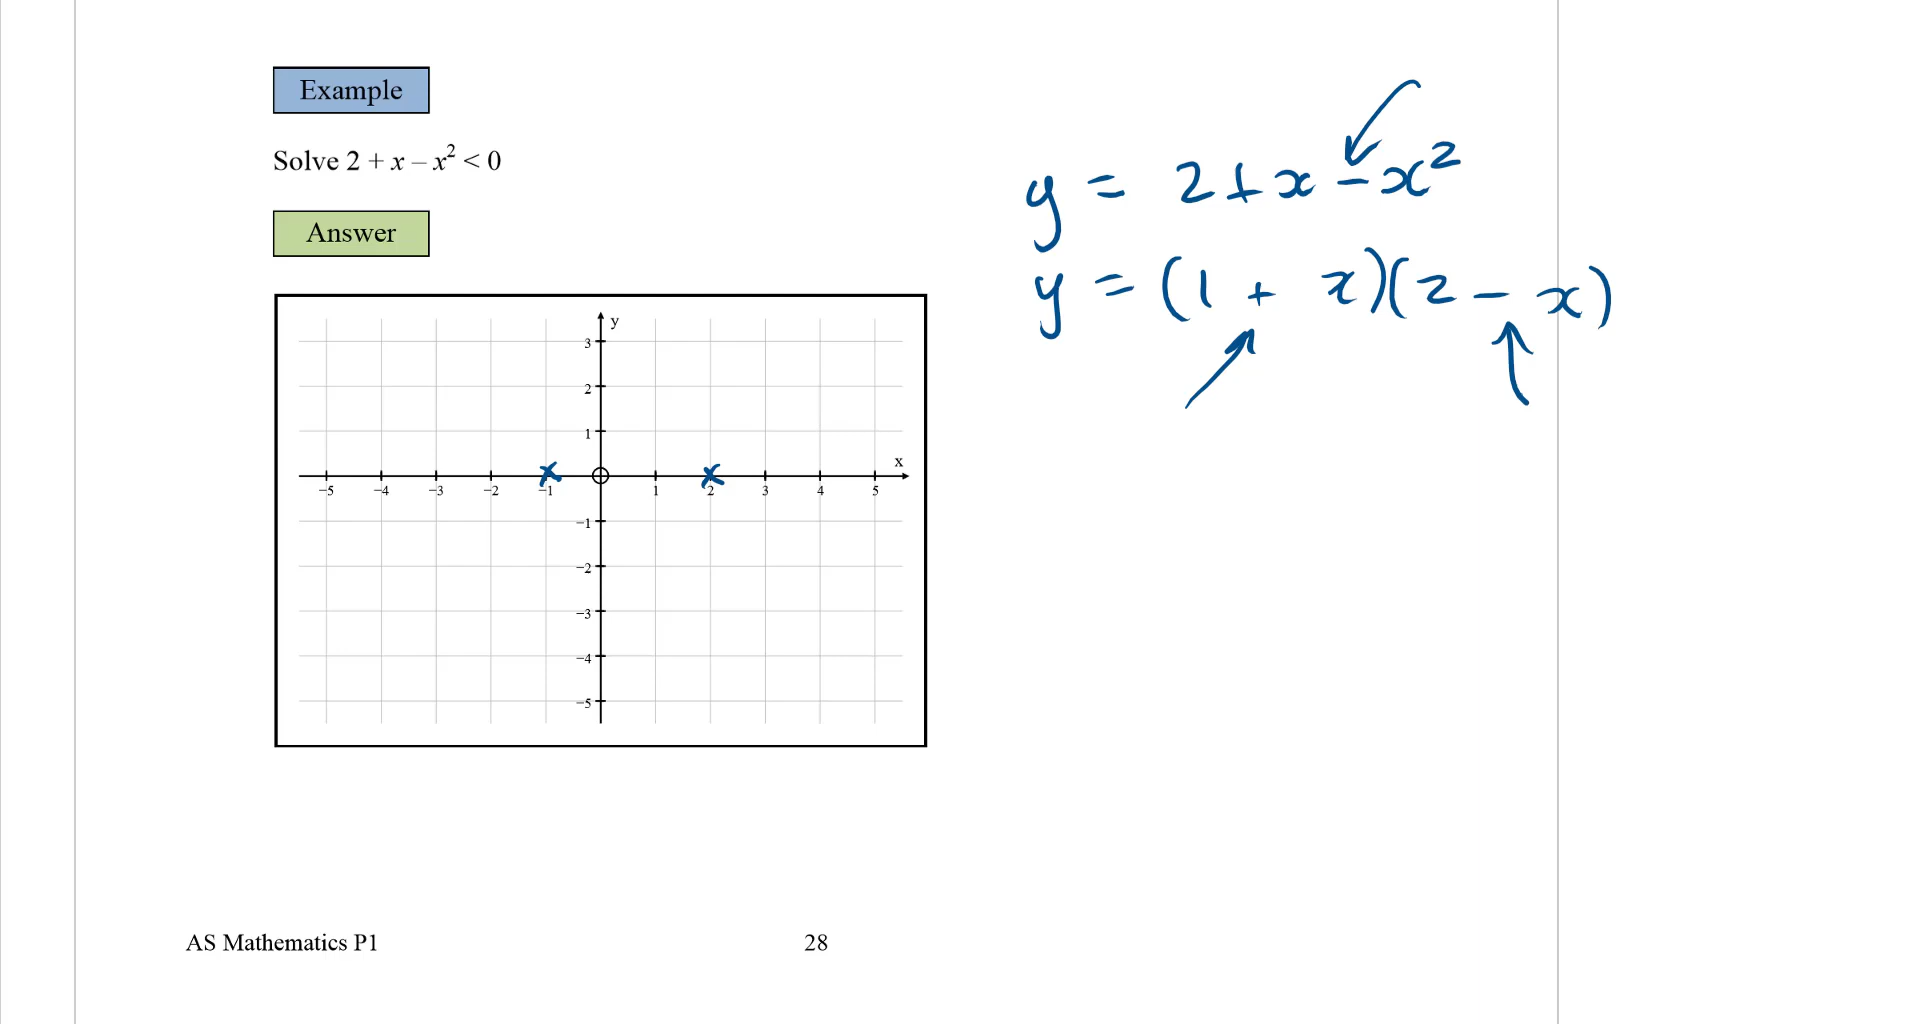 Example
Solve 2 + x – x² < 0
Answer
y = 2 + x – x²
y = (1 + x)(2 – x)
y
3
2
1
x
−5 −4 −3 −2 −1 1 2 3 4 5
−1
−2
−3
−4
−5
AS Mathematics P1 28